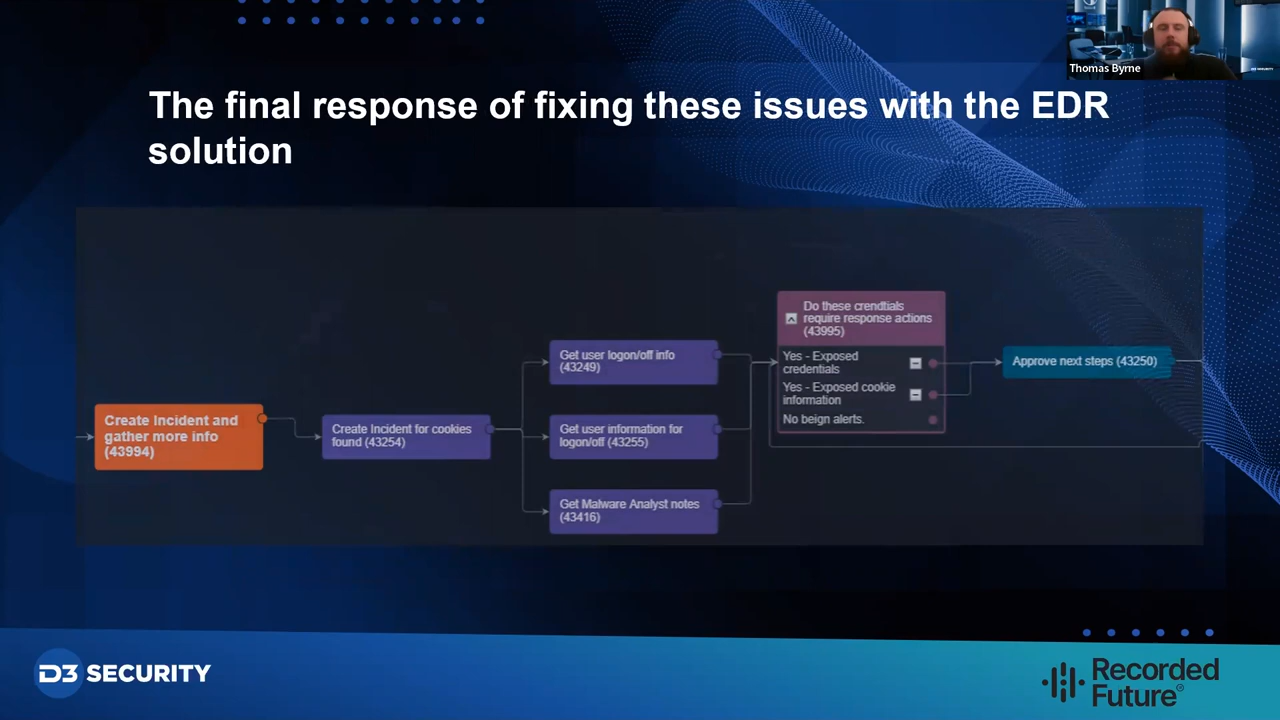 Thomas Byrne
D3 SECURITY
The final response of fixing these issues with the EDR
solution
Create Incident and
gather more info
(43994)
Create Incident for cookies
found (43254)
Get user logon/off info
(43249)
Get user information for
logon/off (43255)
Get Malware Analyst notes
(43416)
Do these crendtials
require response actions
(43995)
Yes - Exposed
credentials
Yes - Exposed cookie
information
No beign alerts.
Approve next steps (43250)
D3 SECURITY
Recorded
Future®